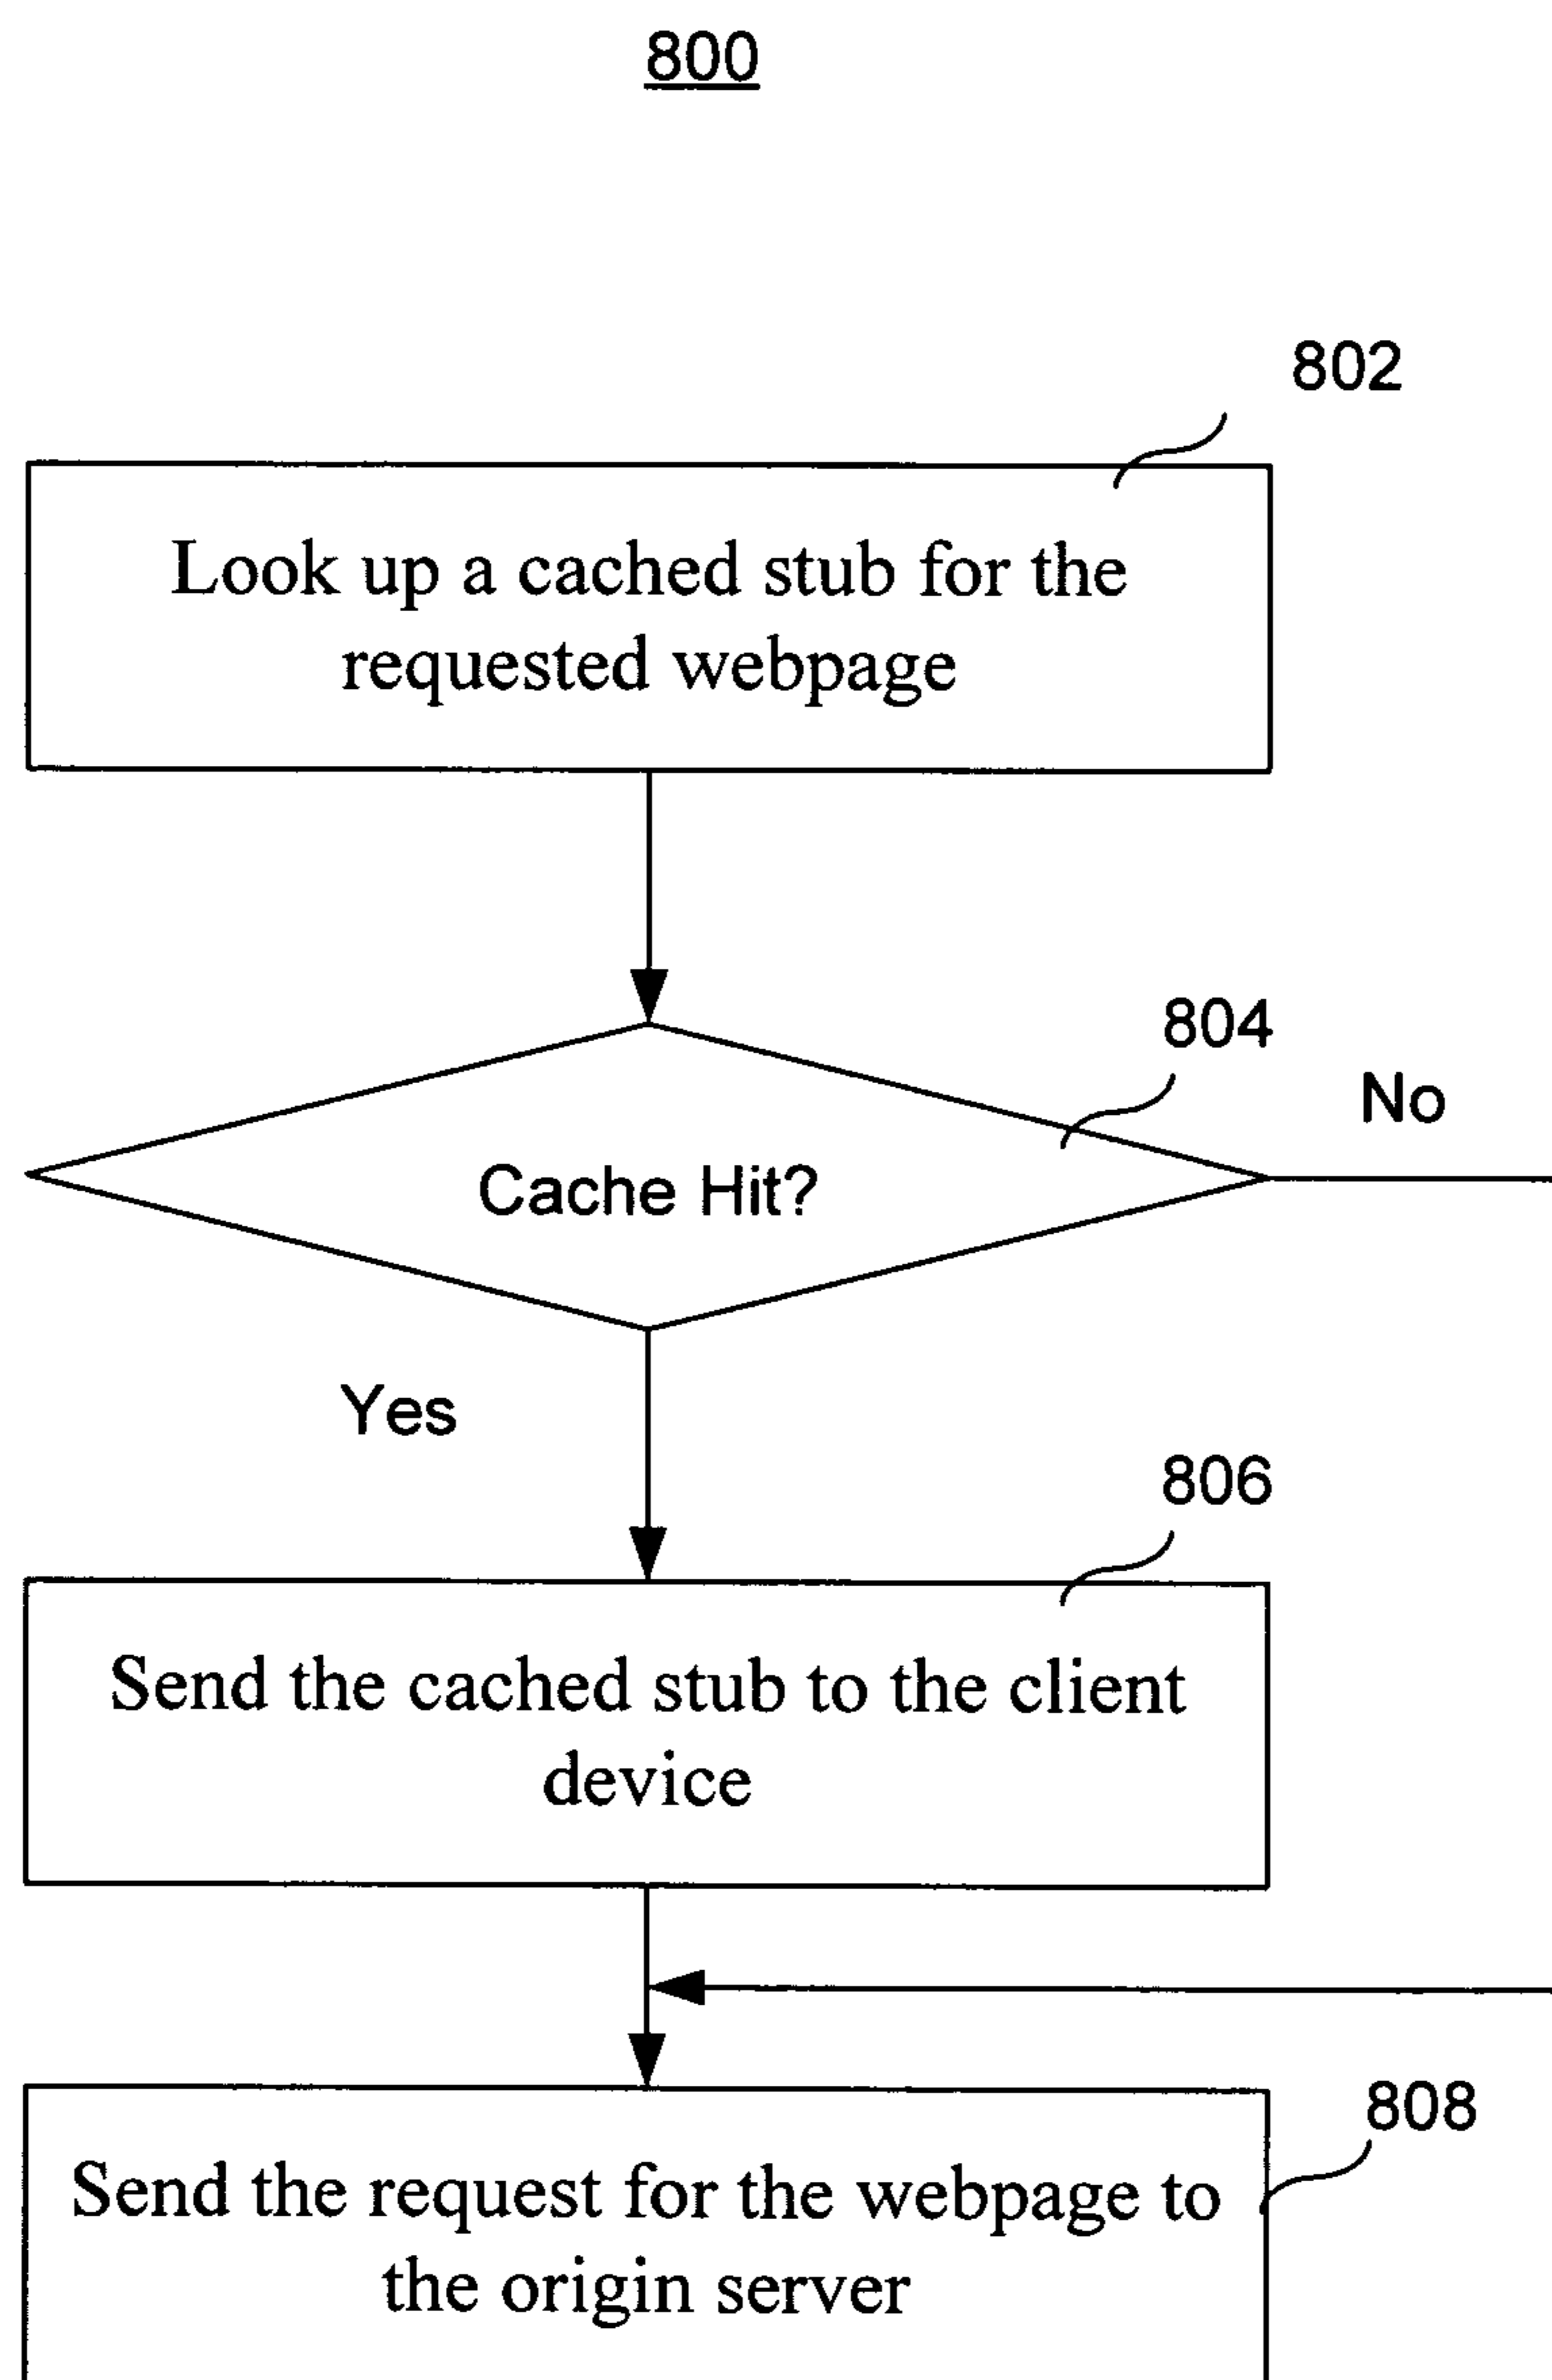 800
802
Look up a cached stub for the
requested webpage
804
No
Cache Hit?
Yes
806
Send the cached stub to the client
device
808
Send the request for the webpage to
the origin server